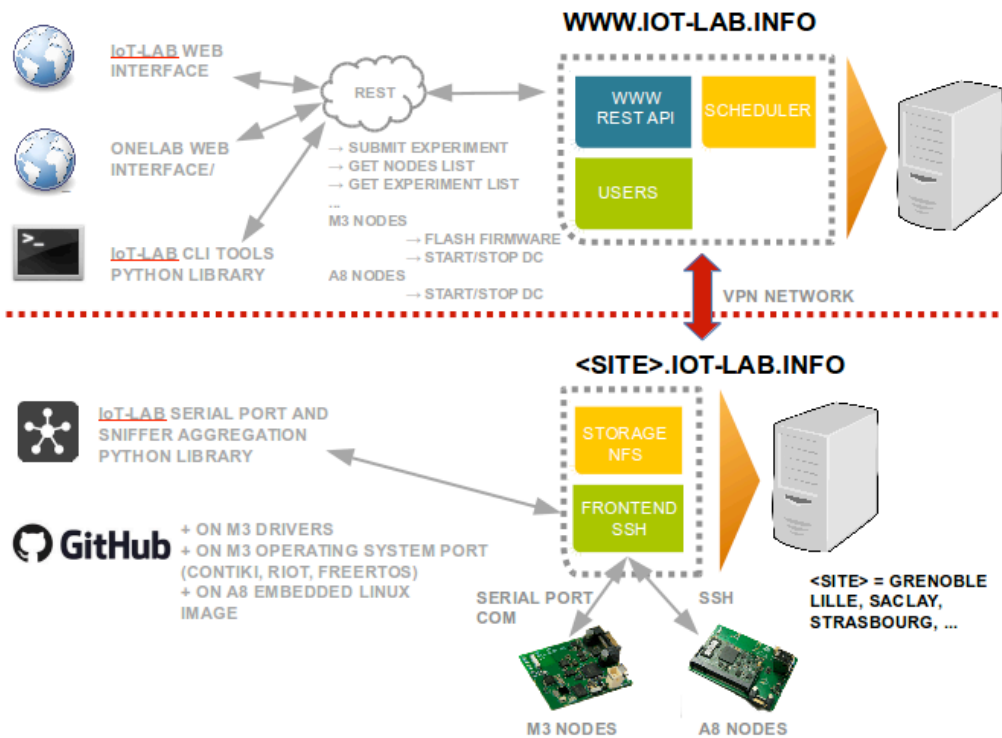 WWW.IOT-LAB.INFO
IoT-LAB WEB
INTERFACE
REST
WWW
REST API
SCHEDULER
ONELAB WEB
INTERFACE/
→ SUBMIT EXPERIMENT
→ GET NODES LIST
→ GET EXPERIMENT LIST
...
USERS
M3 NODES
→ FLASH FIRMWARE
→ START/STOP DC
A8 NODES
→ START/STOP DC
>_
IoT-LAB CLI TOOLS
PYTHON LIBRARY
VPN NETWORK
<SITE>.IOT-LAB.INFO
IoT-LAB SERIAL PORT AND
SNIFFER AGGREGATION
PYTHON LIBRARY
STORAGE
NFS
FRONTEND
SSH
GitHub
+ ON M3 DRIVERS
+ ON M3 OPERATING SYSTEM PORT
(CONTIKI, RIOT, FREERTOS)
+ ON A8 EMBEDDED LINUX
IMAGE
SERIAL PORT
COM
SSH
<SITE> = GRENOBLE
LILLE, SACLAY,
STRASBOURG, ...
M3 NODES
A8 NODES